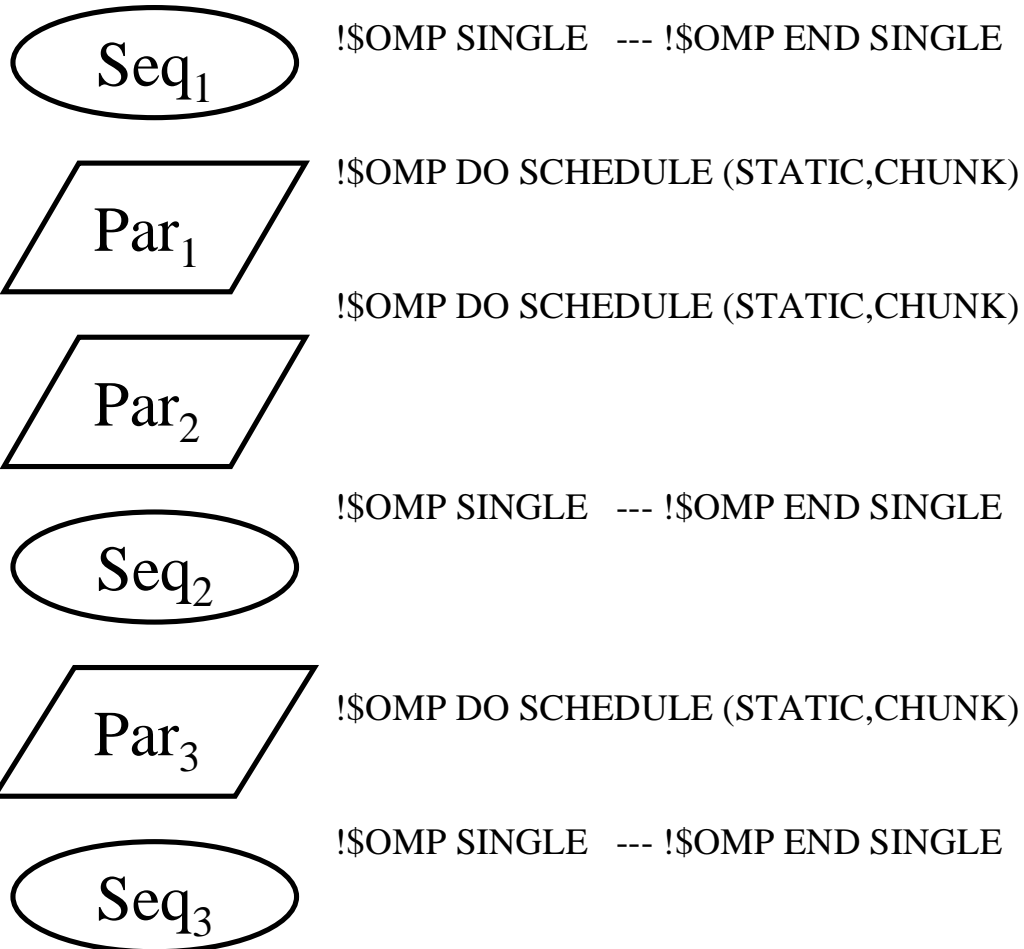 Seq1
!$OMP SINGLE --- !$OMP END SINGLE
Par1
!$OMP DO SCHEDULE (STATIC,CHUNK)
Par2
!$OMP DO SCHEDULE (STATIC,CHUNK)
Seq2
!$OMP SINGLE --- !$OMP END SINGLE
Par3
!$OMP DO SCHEDULE (STATIC,CHUNK)
Seq3
!$OMP SINGLE --- !$OMP END SINGLE